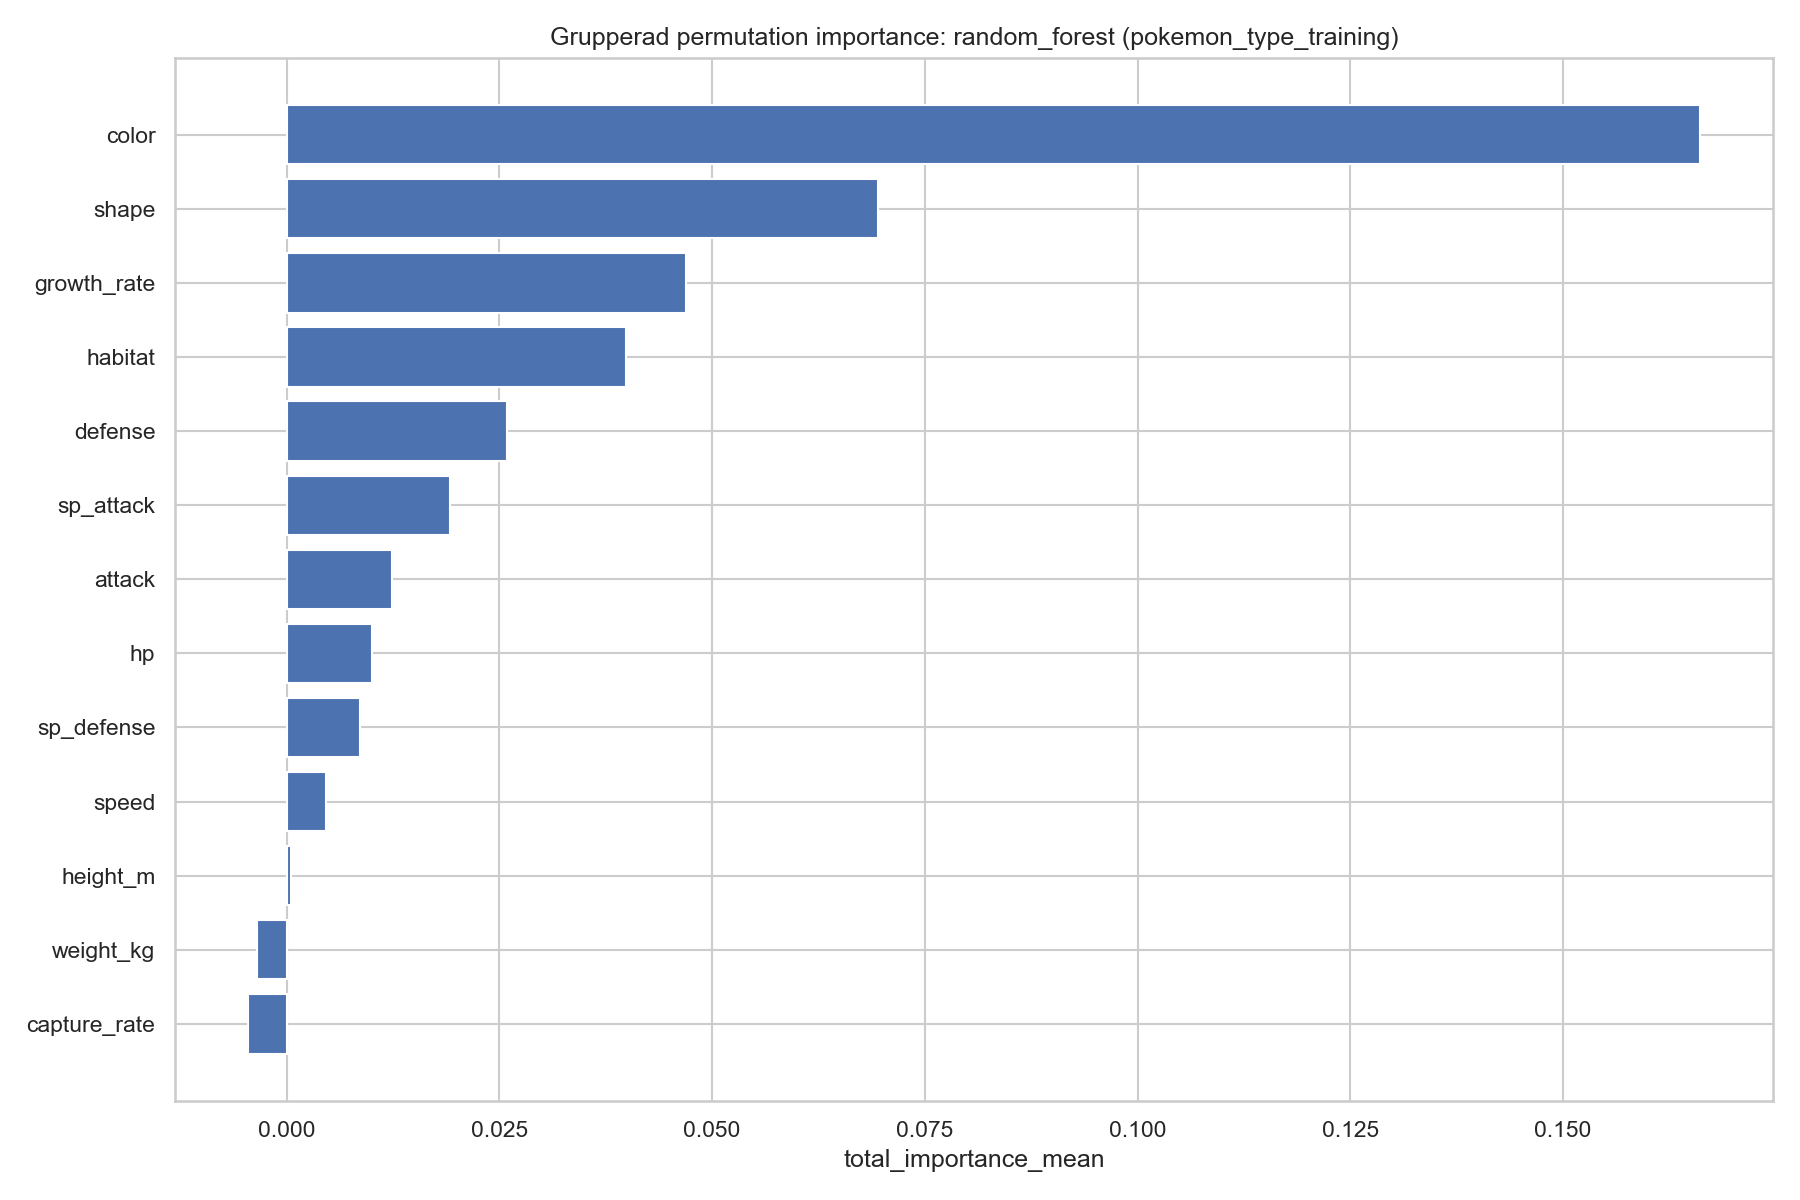 Grupperad permutation importance: random_forest (pokemon_type_training)
color
shape
growth_rate
habitat
defense
sp_attack
attack
hp
sp_defense
speed
height_m
weight_kg
capture_rate
0.000 0.025 0.050 0.075 0.100 0.125 0.150
total_importance_mean